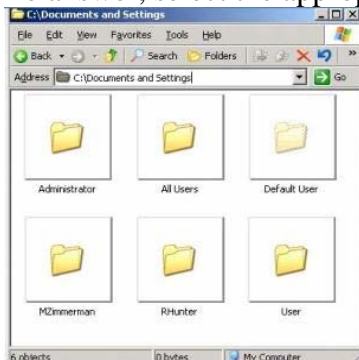 C:\Documents and Settings
File Edit View Favorites Tools Help
Back Search Folders
Address C:\Documents and Settings Go
Administrator All Users Default User
MZimmerman RHunter User
6 objects 0 bytes My Computer